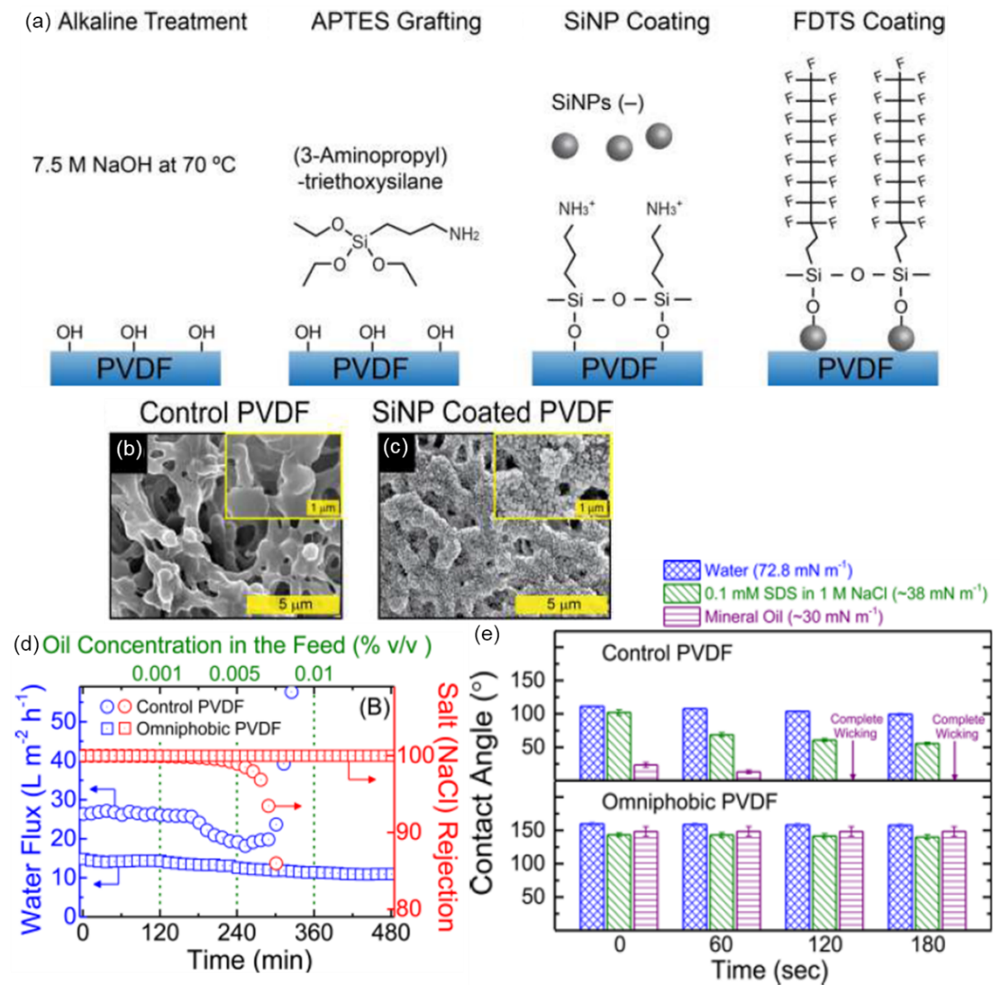 (a) Alkaline Treatment
APTES Grafting
SiNP Coating
FDTS Coating
7.5 M NaOH at 70 ºC
OH OH OH
PVDF
(3-Aminopropyl)
-triethoxysilane
O
Si
NH₂
O O
OH OH OH
PVDF
SiNPs (–)
NH₃⁺ NH₃⁺
Si – O – Si
O O
PVDF
F F
F F F F
F F F F
F F F F
F F F F
F F F F
F F F F
F F F F
F F F F
Si – O – Si
O O
PVDF
Control PVDF
(b)
1 μm
5 μm
SiNP Coated PVDF
(c)
1 μm
5 μm
(d) Oil Concentration in the Feed (% v/v )
0.001 0.005 0.01
Water Flux (L m⁻² h⁻¹)
50
40
30
20
10
0
Control PVDF
Omniphobic PVDF
(B)
Salt (NaCl) Rejection
100
90
80
0 120 240 360 480
Time (min)
Water (72.8 mN m⁻¹)
0.1 mM SDS in 1 M NaCl (~38 mN m⁻¹)
Mineral Oil (~30 mN m⁻¹)
(e)
Contact Angle (°)
Control PVDF
150
100
50
Complete
Wicking
Complete
Wicking
Omniphobic PVDF
150
100
50
0 60 120 180
Time (sec)